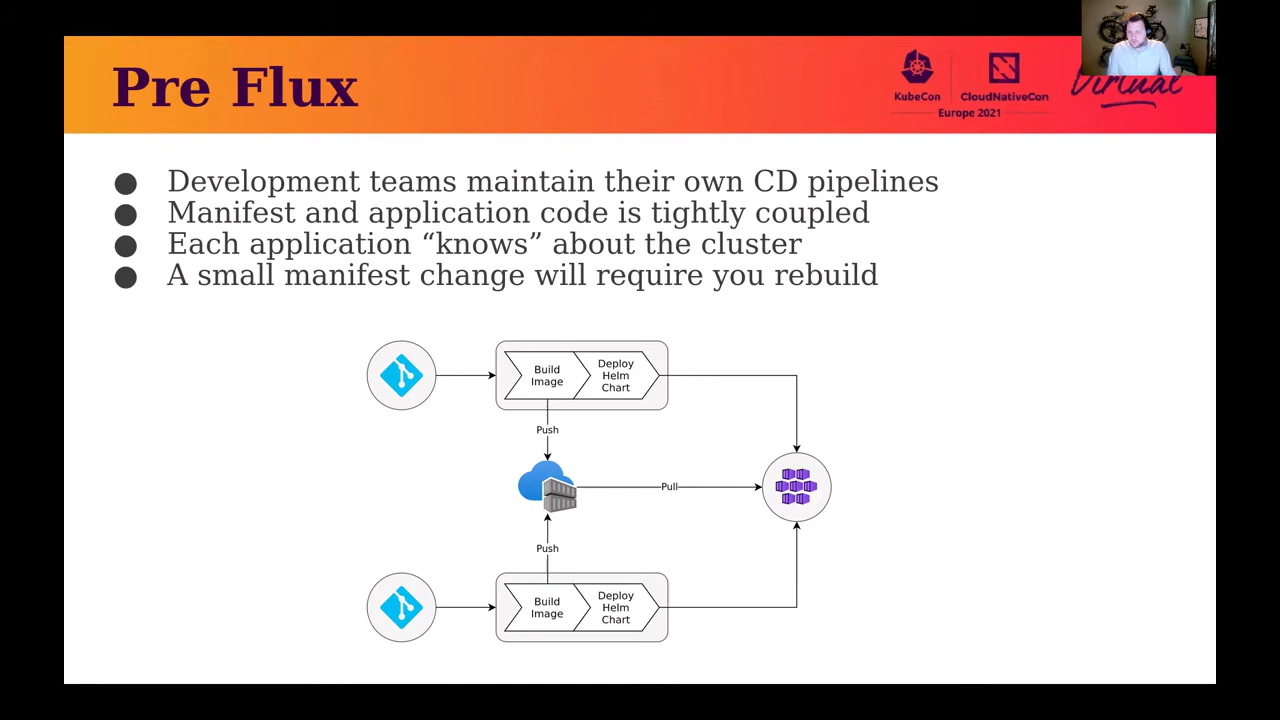 Pre Flux
KubeCon
CloudNativeCon
Europe 2021
Virtual
● Development teams maintain their own CD pipelines
● Manifest and application code is tightly coupled
● Each application “knows” about the cluster
● A small manifest change will require you rebuild
Build
Image
Deploy
Helm
Chart
Push
Pull
Push
Build
Image
Deploy
Helm
Chart